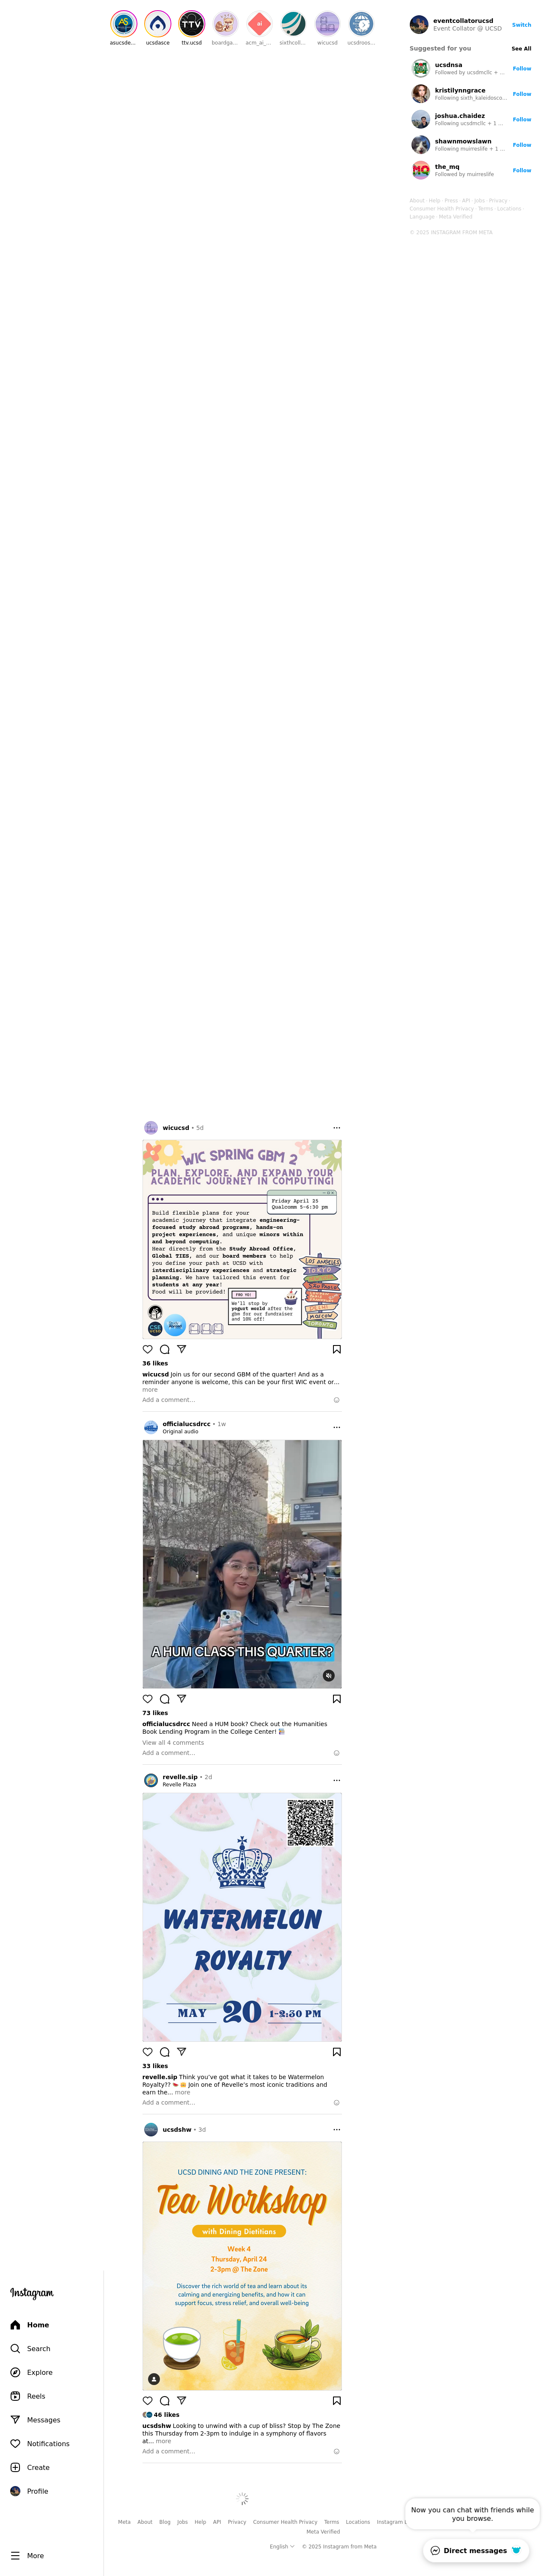 asucsde...
ucsdasce
ttv.ucsd
boardga...
acm_ai_...
sixthcoll...
wicucsd
ucsdroos...
eventcollatorucsd
Event Collator @ UCSD
Switch
Suggested for you
See All
ucsdnsa
Followed by ucsdmcllc + ...
Follow
kristilynngrace
Following sixth_kaleidosco...
Follow
joshua.chaidez
Following ucsdmcllc + 1 ...
Follow
shawnmowslawn
Following muirreslife + 1 ...
Follow
the_mq
Followed by muirreslife
Follow
About · Help · Press · API · Jobs · Privacy ·
Consumer Health Privacy · Terms · Locations ·
Language · Meta Verified
© 2025 INSTAGRAM FROM META
wicucsd • 5d
WIC SPRING GBM 2
PLAN, EXPLORE, AND EXPAND YOUR
ACADEMIC JOURNEY IN COMPUTING!
Friday April 25
Qualcomm 5-6:30 pm
Build flexible plans for your
academic journey that integrate engineering-
focused study abroad programs, hands-on
project experiences, and unique minors within
and beyond computing.
Hear directly from the Study Abroad Office,
Global TIES, and our board members to help
you define your path at UCSD with
interdisciplinary experiences and strategic
planning. We have tailored this event for
students at any year!
Food will be provided!
LOS ANGELES
TOKYO
SAO PAULO
MOSCOW
TORONTO
PND HQ!
We'll stop by
yogurt world after the
gbm for our fundraiser
and 10% off!
36 likes
wicucsd Join us for our second GBM of the quarter! And as a
reminder anyone is welcome, this can be your first WIC event or...
more
Add a comment...
officialucsdrcc • 1w
Original audio
A HUM CLASS THIS QUARTER?
73 likes
officialucsdrcc Need a HUM book? Check out the Humanities
Book Lending Program in the College Center!
View all 4 comments
Add a comment...
revelle.sip • 2d
Revelle Plaza
WATERMELON
ROYALTY
MAY 20 1-2:30 PM
33 likes
revelle.sip Think you've got what it takes to be Watermelon
Royalty?? 🍉👑 Join one of Revelle's most iconic traditions and
earn the... more
Add a comment...
ucsdshw • 3d
UCSD DINING AND THE ZONE PRESENT:
Tea Workshop
with Dining Dietitians
Week 4
Thursday, April 24
2-3pm @ The Zone
Discover the rich world of tea and learn about its
calming and energizing benefits, and how it can
support focus, stress relief, and overall well-being
46 likes
ucsdshw Looking to unwind with a cup of bliss? Stop by The Zone
this Thursday from 2-3pm to indulge in a symphony of flavors
at... more
Add a comment...
Instagram
Home
Search
Explore
Reels
Messages
Notifications
Create
Profile
More
Meta About Blog Jobs Help API Privacy Consumer Health Privacy Terms Locations Instagram
Meta Verified
English © 2025 Instagram from Meta
Now you can chat with friends while
you browse.
Direct messages